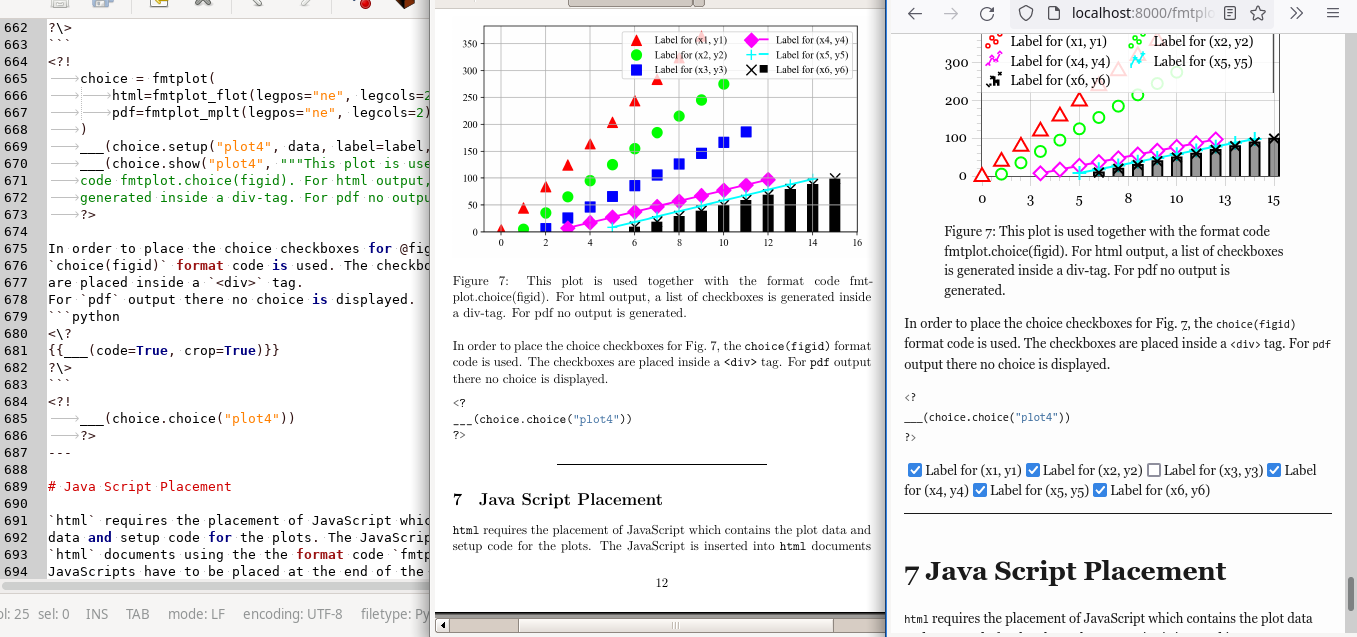 662 ?\>
663 ```
664 <?!
665 choice = fmtplot(
666 html=fmtplot_flot(legpos="ne", legcols=2
667 pdf=fmtplot_mplt(legpos="ne", legcols=2)
668 )
669 ___(choice.setup("plot4", data, label=label,
670 ___(choice.show("plot4", """This plot is use
671 code fmtplot.choice(figid). For html output,
672 generated inside a div-tag. For pdf no outpu
673 ?>
674
675 In order to place the choice checkboxes for @fig
676 `choice(figid)` format code is used. The checkbo
677 are placed inside a `<div>` tag.
678 For `pdf` output there no choice is displayed.
679 ```python
680 <\?
681 {{___(code=True, crop=True)}}
682 ?\>
683 ```
684 <?!
685 ___(choice.choice("plot4"))
686 ?>
687 ---
688
689 # Java Script Placement
690
691 `html` requires the placement of JavaScript whic
692 data and setup code for the plots. The JavaScrip
693 `html` documents using the the format code `fmtp
694 JavaScripts have to be placed at the end of the
ol: 25 sel: 0 INS TAB mode: LF encoding: UTF-8 filetype: Py
350
300
250
200
150
100
50
0
0 2 4 6 8 10 12 14 16
Label for (x1, y1) Label for (x4, y4)
Label for (x2, y2) Label for (x5, y5)
Label for (x3, y3) Label for (x6, y6)
Figure 7: This plot is used together with the format code fmt-
plot.choice(figid). For html output, a list of checkboxes is generated inside
a div-tag. For pdf no output is generated.
In order to place the choice checkboxes for Fig. 7, the choice(figid) format
code is used. The checkboxes are placed inside a <div> tag. For pdf output
there no choice is displayed.
<?
___(choice.choice("plot4"))
?>
7 Java Script Placement
html requires the placement of JavaScript which contains the plot data and
setup code for the plots. The JavaScript is inserted into html documents
12
localhost:8000/fmtplo
Label for (x1, y1) Label for (x2, y2)
Label for (x4, y4) Label for (x5, y5)
Label for (x6, y6)
300
200
100
0
0 3 5 8 10 13 15
Figure 7: This plot is used together with the format code
fmtplot.choice(figid). For html output, a list of checkboxes
is generated inside a div-tag. For pdf no output is
generated.
In order to place the choice checkboxes for Fig. 7, the choice(figid)
format code is used. The checkboxes are placed inside a <div> tag. For pdf
output there no choice is displayed.
<?
___(choice.choice("plot4"))
?>
Label for (x1, y1) Label for (x2, y2) Label for (x3, y3) Label
for (x4, y4) Label for (x5, y5) Label for (x6, y6)
7 Java Script Placement
html requires the placement of JavaScript which contains the plot data